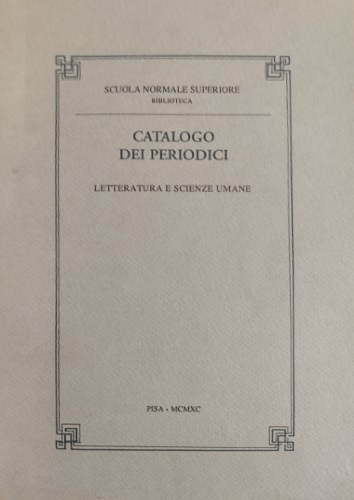 SCUOLA NORMALE SUPERIORE
BIBLIOTECA
CATALOGO
DEI PERIODICI
LETTERATURA E SCIENZE UMANE
PISA - MCMXC